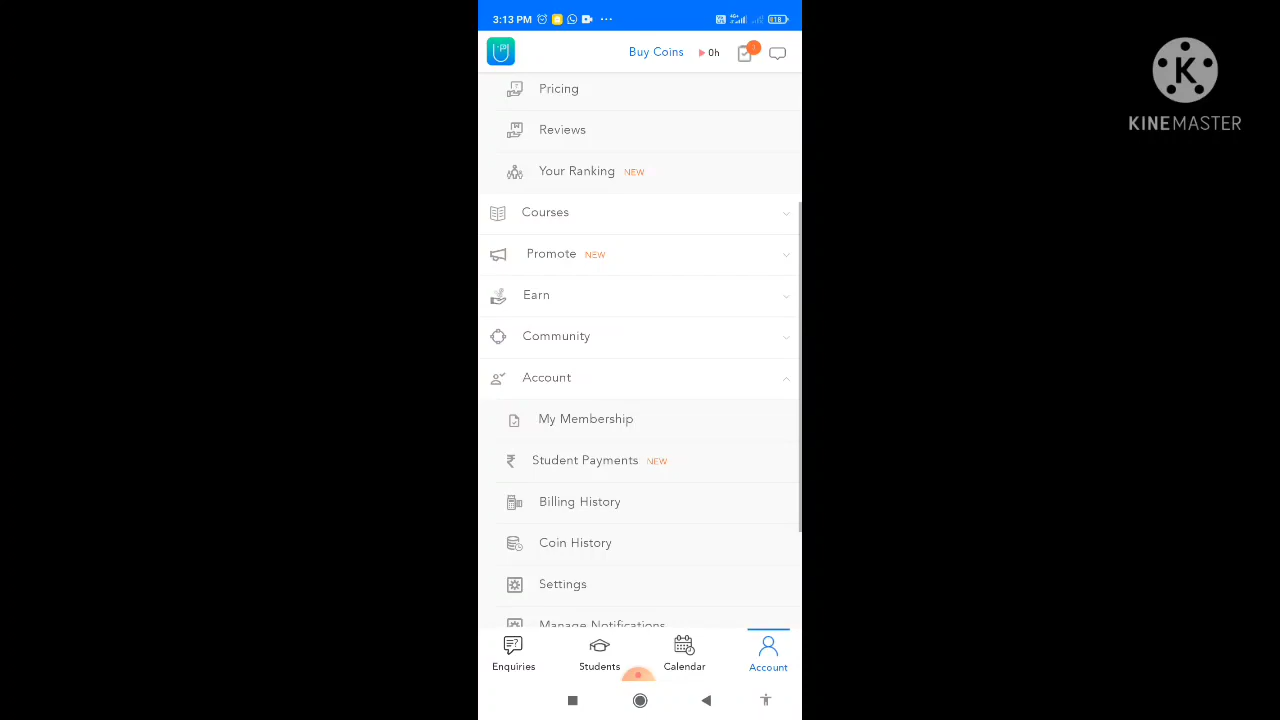 3:13 PM
Buy Coins
0h
Pricing
Reviews
Your Ranking NEW
Courses
Promote NEW
Earn
Community
Account
My Membership
Student Payments NEW
Billing History
Coin History
Settings
Manage Notifications
Enquiries
Students
Calendar
Account
K
KINEMASTER